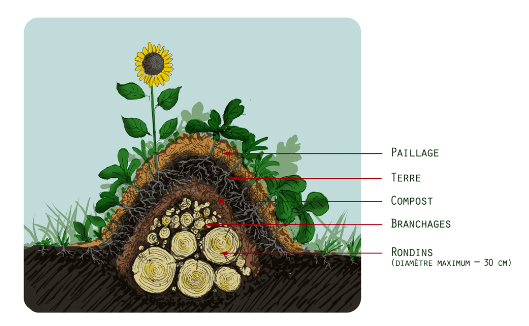 Paillage
Terre
Compost
Branchages
Rondins
(diamètre maximum – 30 cm)